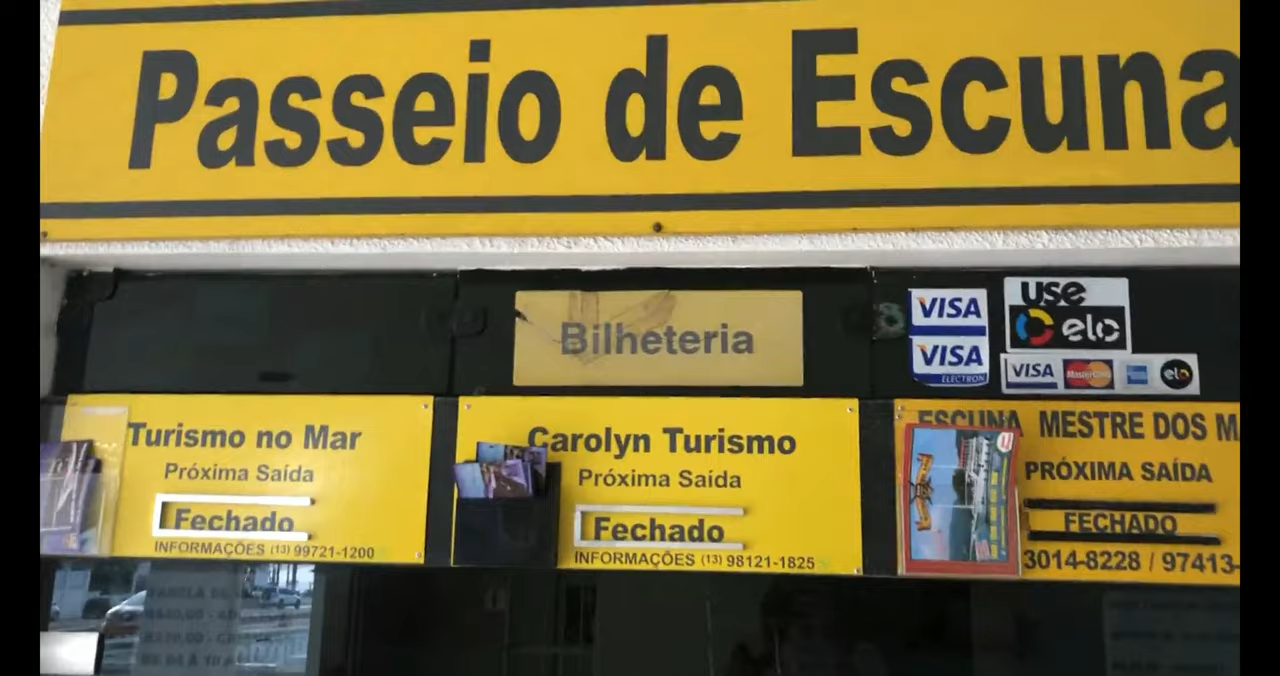 Passeio de Escuna
Bilheteria
VISA
VISA
ELECTRON
use
elo
VISA MasterCard elo
Turismo no Mar
Próxima Saída
Fechado
INFORMAÇÕES (13) 99721-1200
Carolyn Turismo
Próxima Saída
Fechado
INFORMAÇÕES (13) 98121-1825
ESCUNA MESTRE DOS M
PRÓXIMA SAÍDA
FECHADO
3014-8228 / 97413-